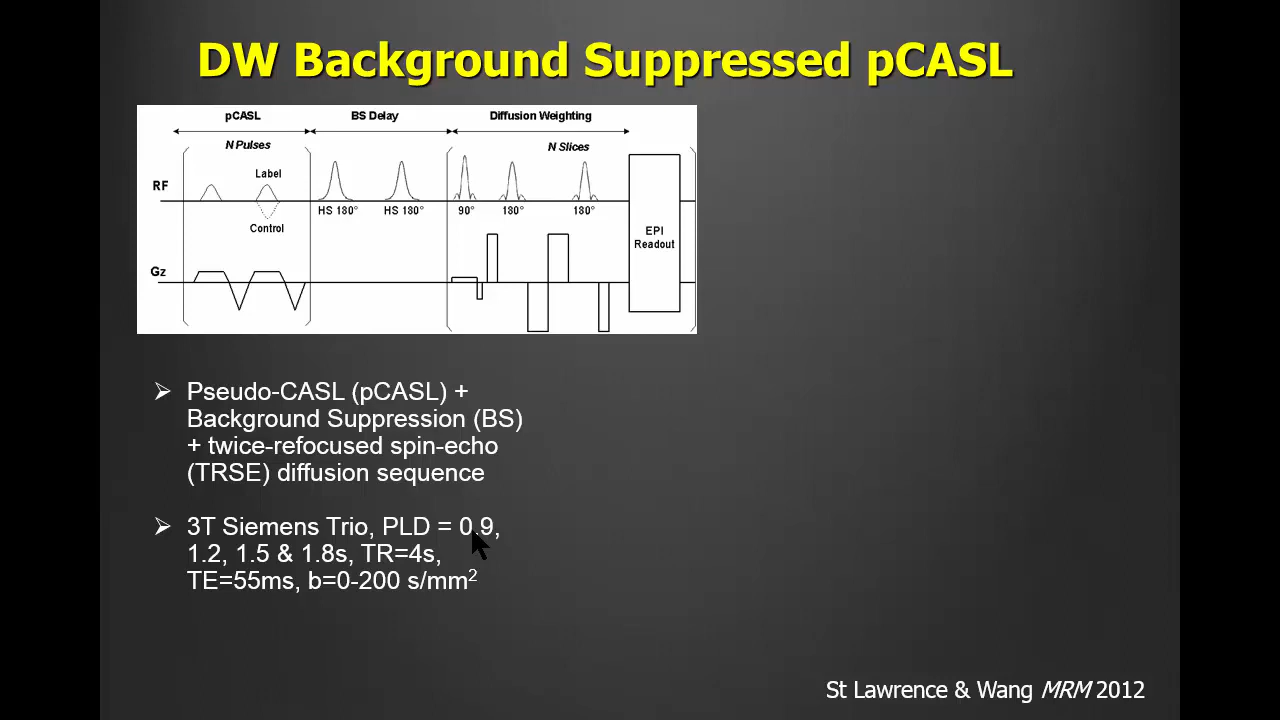 DW Background Suppressed pCASL
pCASL BS Delay Diffusion Weighting
N Pulses N Slices
RF Label
HS 180° HS 180° 90° 180° 180°
Control
EPI
Readout
Gz
➢ Pseudo-CASL (pCASL) +
Background Suppression (BS)
+ twice-refocused spin-echo
(TRSE) diffusion sequence
➢ 3T Siemens Trio, PLD = 0.9,
1.2, 1.5 & 1.8s, TR=4s,
TE=55ms, b=0-200 s/mm²
St Lawrence & Wang MRM 2012